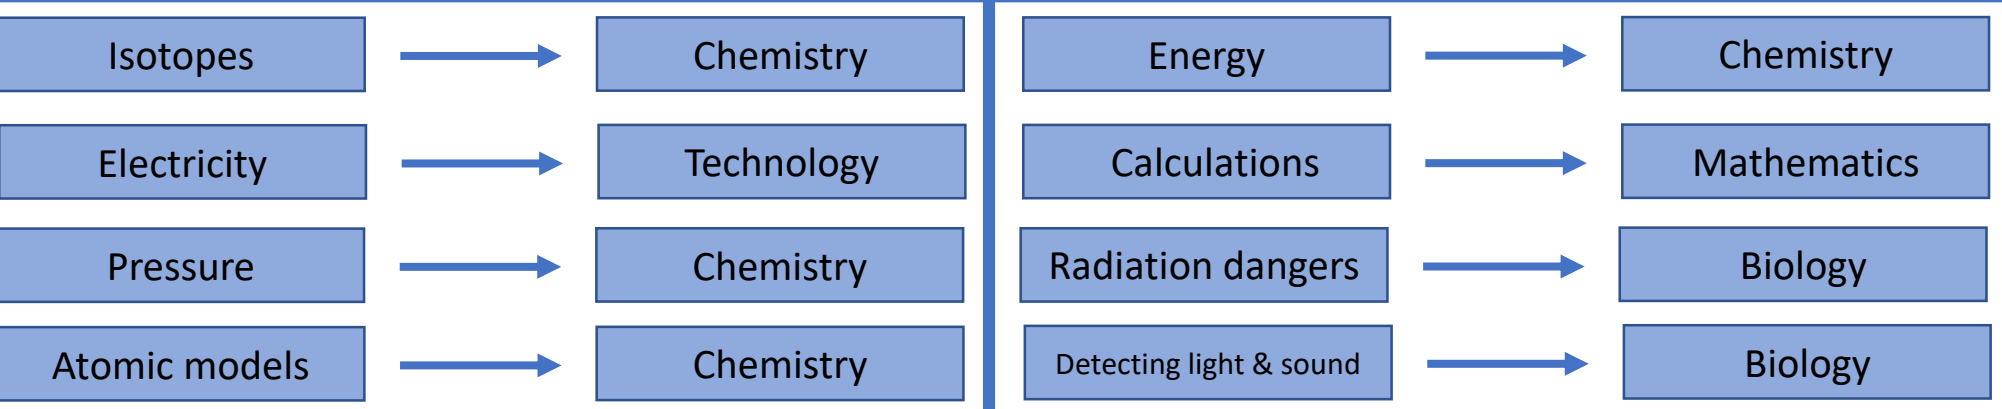 Isotopes
Chemistry
Electricity
Technology
Pressure
Chemistry
Atomic models
Chemistry
Energy
Chemistry
Calculations
Mathematics
Radiation dangers
Biology
Detecting light & sound
Biology